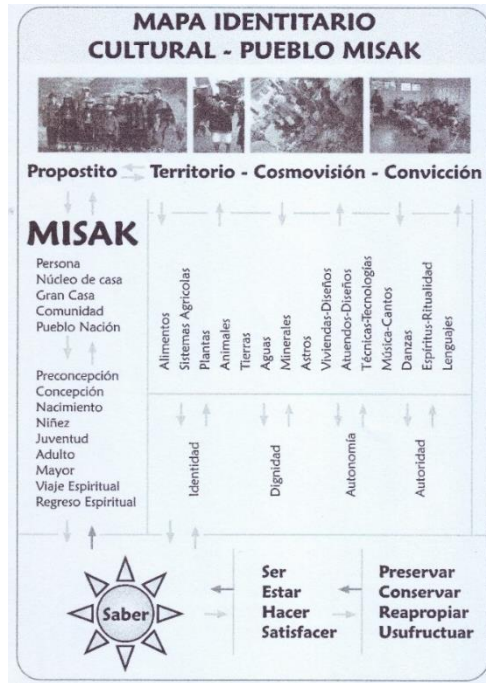 MAPA IDENTITARIO
CULTURAL - PUEBLO MISAK
Propostito Territorio - Cosmovisión - Convicción
MISAK
Persona
Núcleo de casa
Gran Casa
Comunidad
Pueblo Nación
Preconcepción
Concepción
Nacimiento
Niñez
Juventud
Adulto
Mayor
Viaje Espiritual
Regreso Espiritual
Alimentos
Sistemas Agricolas
Plantas
Animales
Tierras
Aguas
Minerales
Astros
Viviendas-Diseños
Atuendos-Diseños
Técnicas-Tecnologías
Música-Cantos
Danzas
Espíritus-Ritualidad
Lenguajes
Identidad
Dignidad
Autonomía
Autoridad
Saber
Ser
Estar
Hacer
Satisfacer
Preservar
Conservar
Reapropiar
Usufructuar